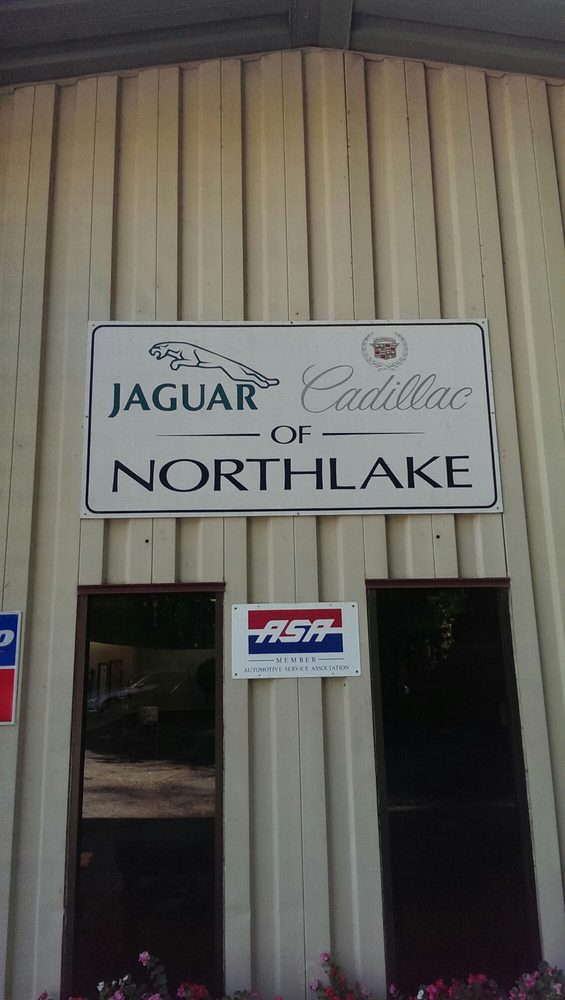 JAGUAR Cadillac
OF
NORTHLAKE
ASA
MEMBER
AUTOMOTIVE SERVICE ASSOCIATION